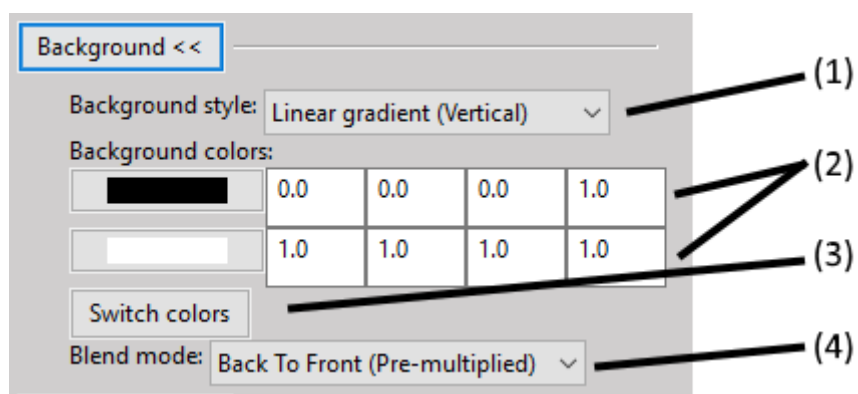 Background <<
(1)
Background style: Linear gradient (Vertical)
Background colors:
(2)
0.0 0.0 0.0 1.0
1.0 1.0 1.0 1.0
(3)
Switch colors
Blend mode: Back To Front (Pre-multiplied)
(4)